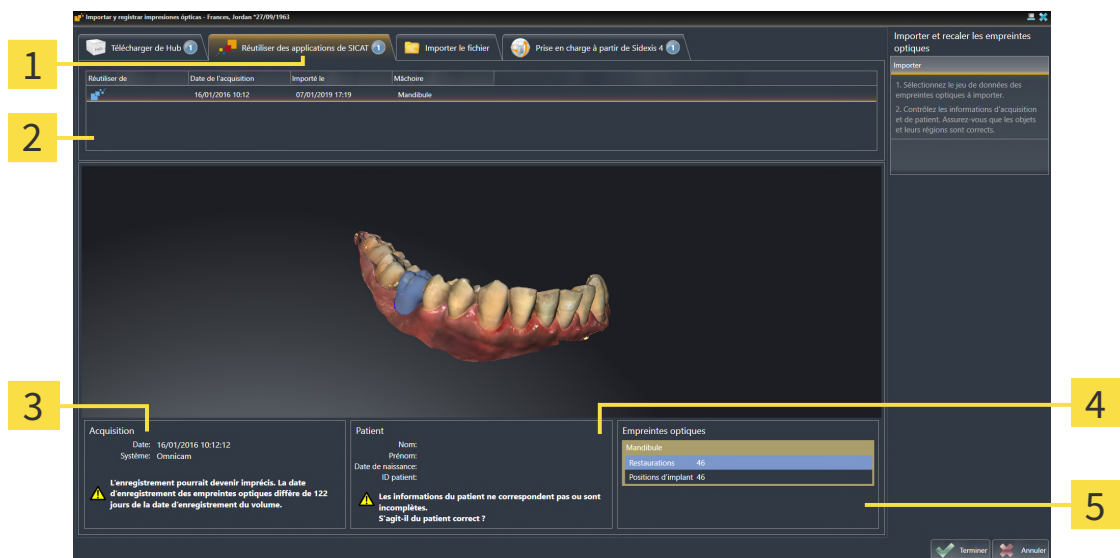 Importar y registrar impresiones ópticas - Frances, Jordan *27/09/1963
1
Télécharger de Hub 1
Réutiliser des applications de SICAT 1
Importer le fichier
Prise en charge à partir de Sidexis 4 1
Importer et recaler les empreintes
optiques
Importer
1. Sélectionnez le jeu de données des
empreintes optiques à importer.
2. Contrôlez les informations d'acquisition
et de patient. Assurez-vous que les objets
et leurs régions sont corrects.
Réutiliser de Date de l'acquisition Importé le Mâchoire
16/01/2016 10:12 07/01/2019 17:19 Mandibule
2
3
4
Acquisition
Date: 16/01/2016 10:12:12
Système: Omnicam
L'enregistrement pourrait devenir imprécis. La date
d'enregistrement des empreintes optiques diffère de 122
jours de la date d'enregistrement du volume.
Patient
Nom:
Prénom:
Date de naissance:
ID patient:
Les informations du patient ne correspondent pas ou sont
incomplètes.
S'agit-il du patient correct ?
Empreintes optiques
Mandibule
Restaurations 46
Positions d'implant 46
5
Terminer
Annuler